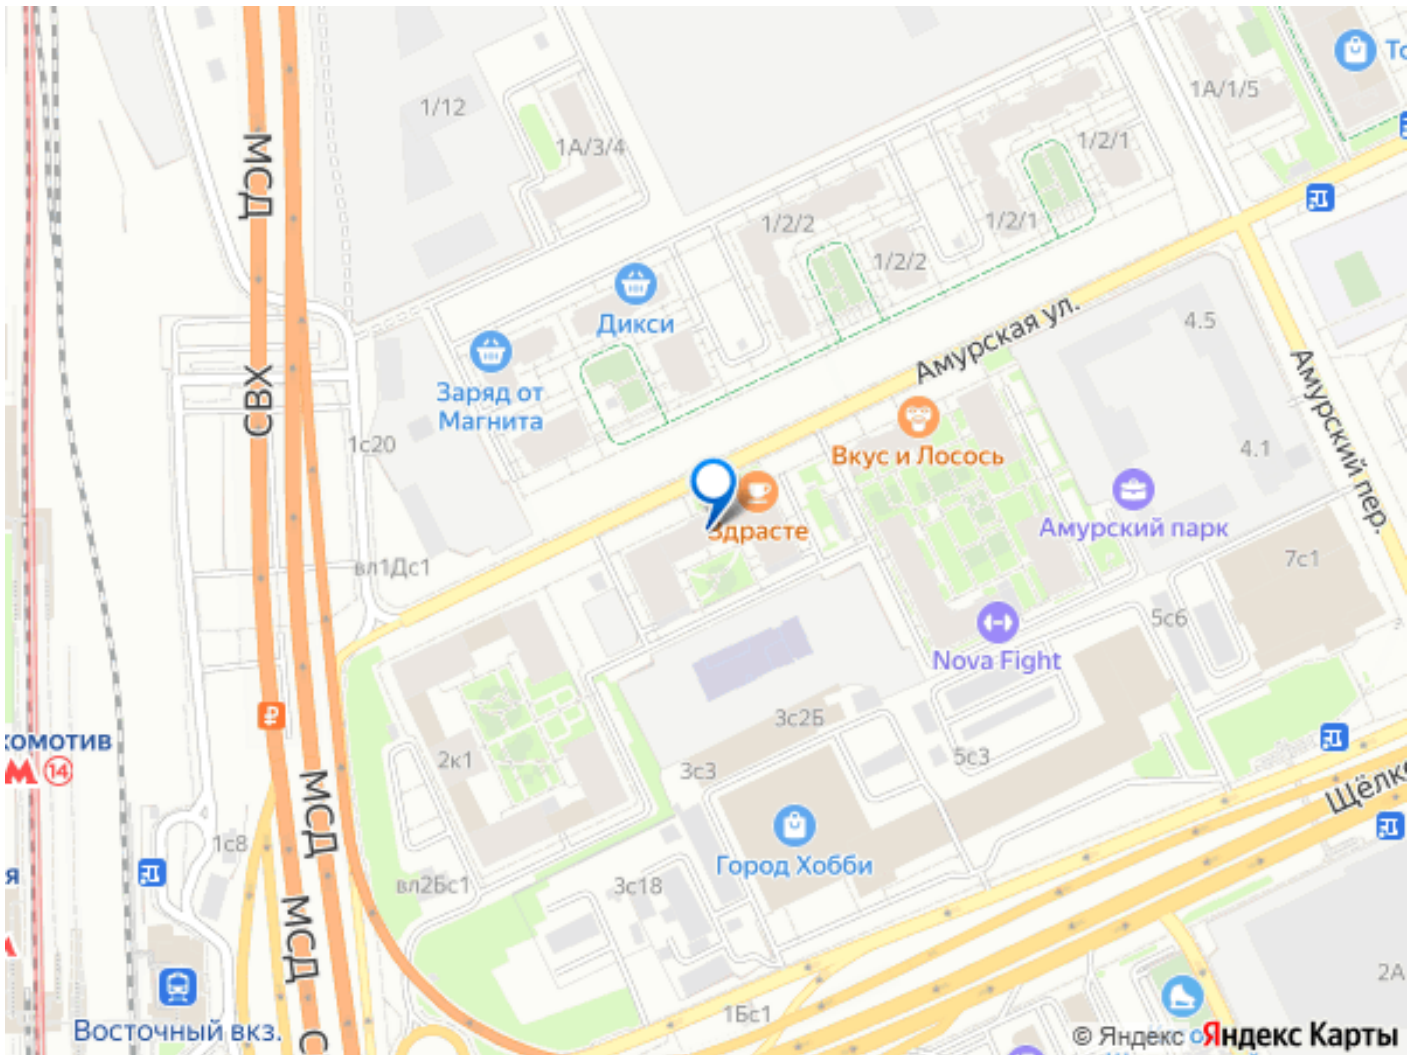 То
1А/1/5
1/12
1А/3/4
МСД
1/2/1
1/2/2
1/2/1
1/2/2
Дикси
Амурская ул.
4.5
СВХ
Заряд от
Магнита
Амурский пер.
1с20
Вкус и Лосось
4.1
Здрасте
Амурский парк
7с1
вл1Дс1
5с6
Nova Fight
3с2Б
комотив
М 14
2к1
3с3
5с3
МСД
Щёлко
1с8
Город Хобби
я
вл2Бс1
3с18
МСД
2А
1Бс1
Восточный вкз.
С
© Яндекс о
Яндекс Карты